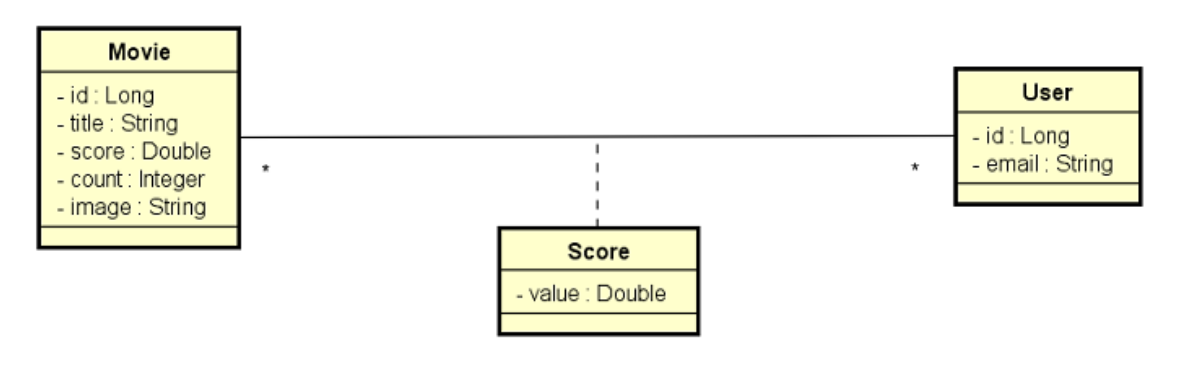 Movie
- id : Long
- title : String
- score : Double
- count : Integer
- image : String
*
*
User
- id : Long
- email : String
Score
- value : Double